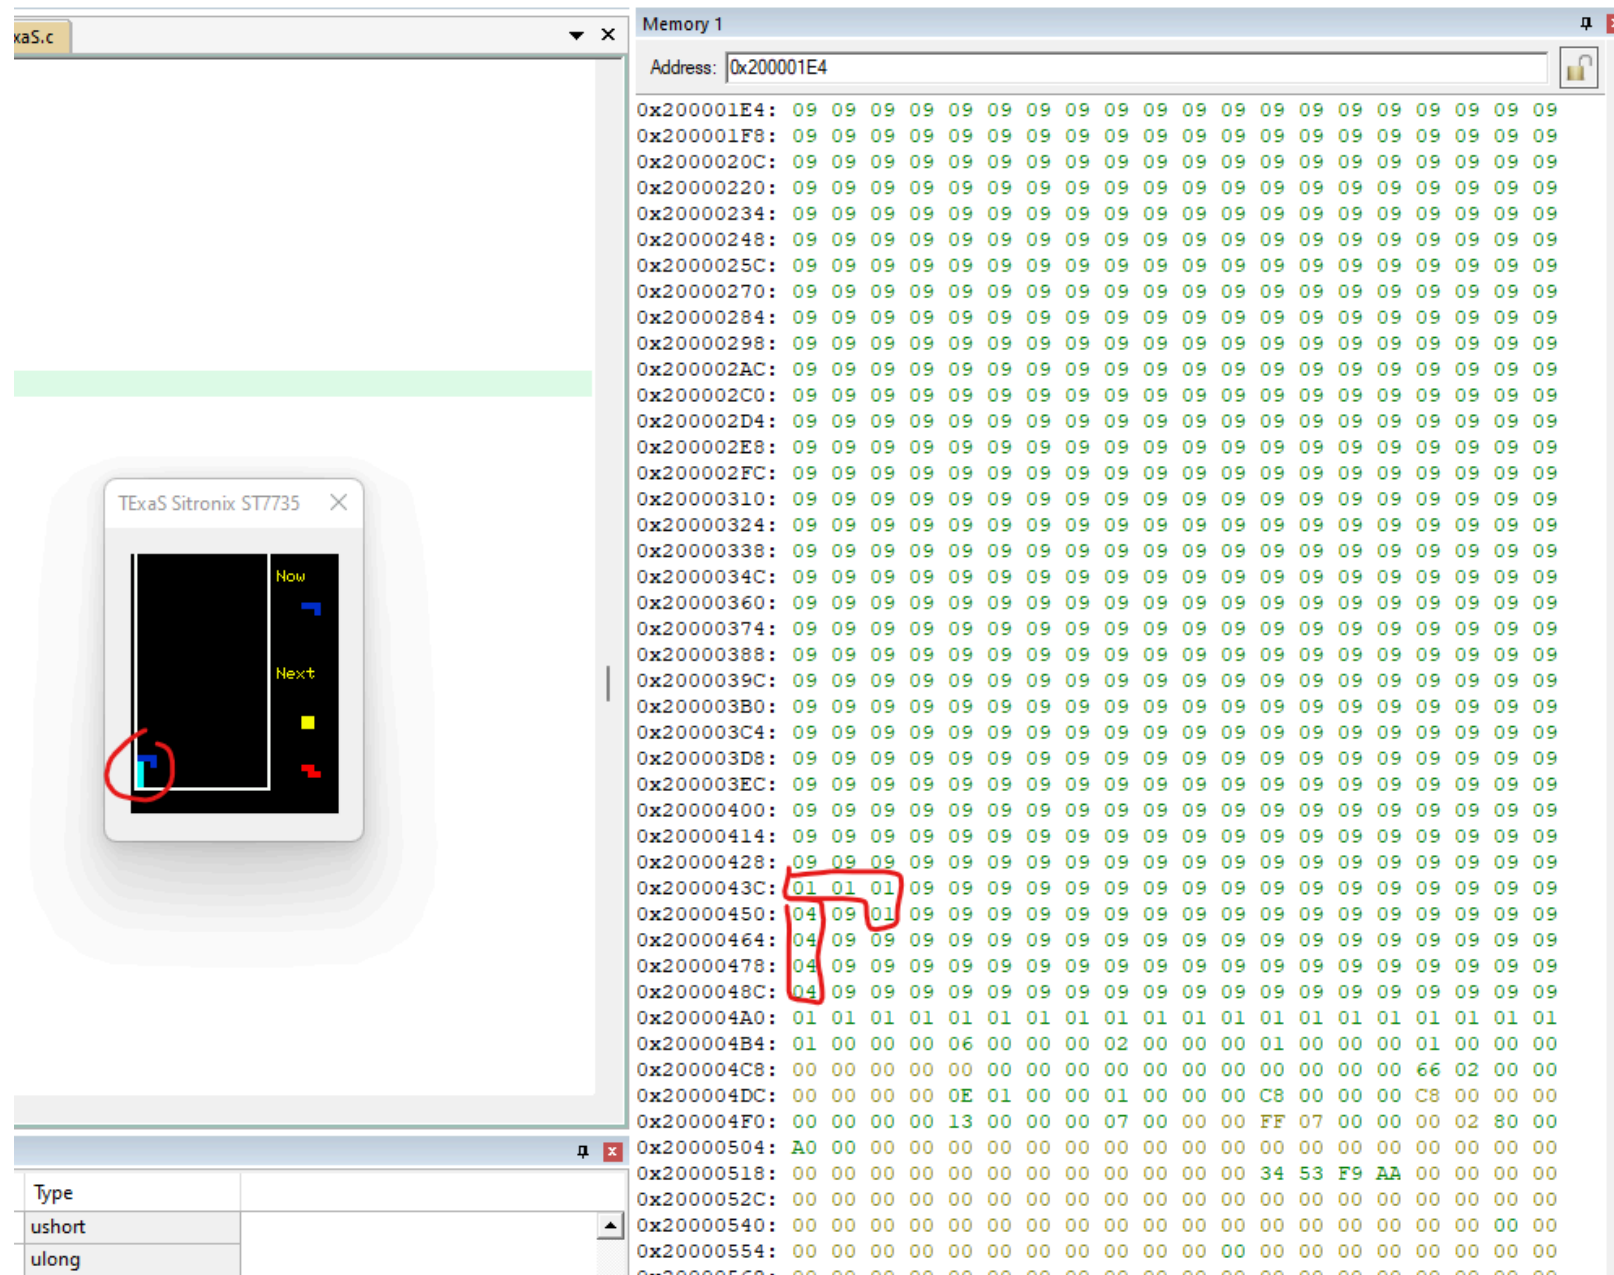 xaS.c
TExaS Sitronix ST7735
Now
Next
Type
ushort
ulong
Memory 1
Address: 0x200001E4
0x200001E4: 09 09 09 09 09 09 09 09 09 09 09 09 09 09 09 09 09 09 09 09
0x200001F8: 09 09 09 09 09 09 09 09 09 09 09 09 09 09 09 09 09 09 09 09
0x2000020C: 09 09 09 09 09 09 09 09 09 09 09 09 09 09 09 09 09 09 09 09
0x20000220: 09 09 09 09 09 09 09 09 09 09 09 09 09 09 09 09 09 09 09 09
0x20000234: 09 09 09 09 09 09 09 09 09 09 09 09 09 09 09 09 09 09 09 09
0x20000248: 09 09 09 09 09 09 09 09 09 09 09 09 09 09 09 09 09 09 09 09
0x2000025C: 09 09 09 09 09 09 09 09 09 09 09 09 09 09 09 09 09 09 09 09
0x20000270: 09 09 09 09 09 09 09 09 09 09 09 09 09 09 09 09 09 09 09 09
0x20000284: 09 09 09 09 09 09 09 09 09 09 09 09 09 09 09 09 09 09 09 09
0x20000298: 09 09 09 09 09 09 09 09 09 09 09 09 09 09 09 09 09 09 09 09
0x200002AC: 09 09 09 09 09 09 09 09 09 09 09 09 09 09 09 09 09 09 09 09
0x200002C0: 09 09 09 09 09 09 09 09 09 09 09 09 09 09 09 09 09 09 09 09
0x200002D4: 09 09 09 09 09 09 09 09 09 09 09 09 09 09 09 09 09 09 09 09
0x200002E8: 09 09 09 09 09 09 09 09 09 09 09 09 09 09 09 09 09 09 09 09
0x200002FC: 09 09 09 09 09 09 09 09 09 09 09 09 09 09 09 09 09 09 09 09
0x20000310: 09 09 09 09 09 09 09 09 09 09 09 09 09 09 09 09 09 09 09 09
0x20000324: 09 09 09 09 09 09 09 09 09 09 09 09 09 09 09 09 09 09 09 09
0x20000338: 09 09 09 09 09 09 09 09 09 09 09 09 09 09 09 09 09 09 09 09
0x2000034C: 09 09 09 09 09 09 09 09 09 09 09 09 09 09 09 09 09 09 09 09
0x20000360: 09 09 09 09 09 09 09 09 09 09 09 09 09 09 09 09 09 09 09 09
0x20000374: 09 09 09 09 09 09 09 09 09 09 09 09 09 09 09 09 09 09 09 09
0x20000388: 09 09 09 09 09 09 09 09 09 09 09 09 09 09 09 09 09 09 09 09
0x2000039C: 09 09 09 09 09 09 09 09 09 09 09 09 09 09 09 09 09 09 09 09
0x200003B0: 09 09 09 09 09 09 09 09 09 09 09 09 09 09 09 09 09 09 09 09
0x200003C4: 09 09 09 09 09 09 09 09 09 09 09 09 09 09 09 09 09 09 09 09
0x200003D8: 09 09 09 09 09 09 09 09 09 09 09 09 09 09 09 09 09 09 09 09
0x200003EC: 09 09 09 09 09 09 09 09 09 09 09 09 09 09 09 09 09 09 09 09
0x20000400: 09 09 09 09 09 09 09 09 09 09 09 09 09 09 09 09 09 09 09 09
0x20000414: 09 09 09 09 09 09 09 09 09 09 09 09 09 09 09 09 09 09 09 09
0x20000428: 09 09 09 09 09 09 09 09 09 09 09 09 09 09 09 09 09 09 09 09
0x2000043C: 01 01 01 09 09 09 09 09 09 09 09 09 09 09 09 09 09 09 09 09
0x20000450: 04 09 01 09 09 09 09 09 09 09 09 09 09 09 09 09 09 09 09 09
0x20000464: 04 09 09 09 09 09 09 09 09 09 09 09 09 09 09 09 09 09 09 09
0x20000478: 04 09 09 09 09 09 09 09 09 09 09 09 09 09 09 09 09 09 09 09
0x2000048C: 04 09 09 09 09 09 09 09 09 09 09 09 09 09 09 09 09 09 09 09
0x200004A0: 01 01 01 01 01 01 01 01 01 01 01 01 01 01 01 01 01 01 01 01
0x200004B4: 01 00 00 00 06 00 00 00 02 00 00 00 01 00 00 00 01 00 00 00
0x200004C8: 00 00 00 00 00 00 00 00 00 00 00 00 00 00 00 00 66 02 00 00
0x200004DC: 00 00 00 00 0E 01 00 00 01 00 00 00 C8 00 00 00 C8 00 00 00
0x200004F0: 00 00 00 00 13 00 00 00 07 00 00 00 FF 07 00 00 00 02 80 00
0x20000504: A0 00 00 00 00 00 00 00 00 00 00 00 00 00 00 00 00 00 00 00
0x20000518: 00 00 00 00 00 00 00 00 00 00 00 00 34 53 F9 AA 00 00 00 00
0x2000052C: 00 00 00 00 00 00 00 00 00 00 00 00 00 00 00 00 00 00 00 00
0x20000540: 00 00 00 00 00 00 00 00 00 00 00 00 00 00 00 00 00 00 00 00
0x20000554: 00 00 00 00 00 00 00 00 00 00 00 00 00 00 00 00 00 00 00 00